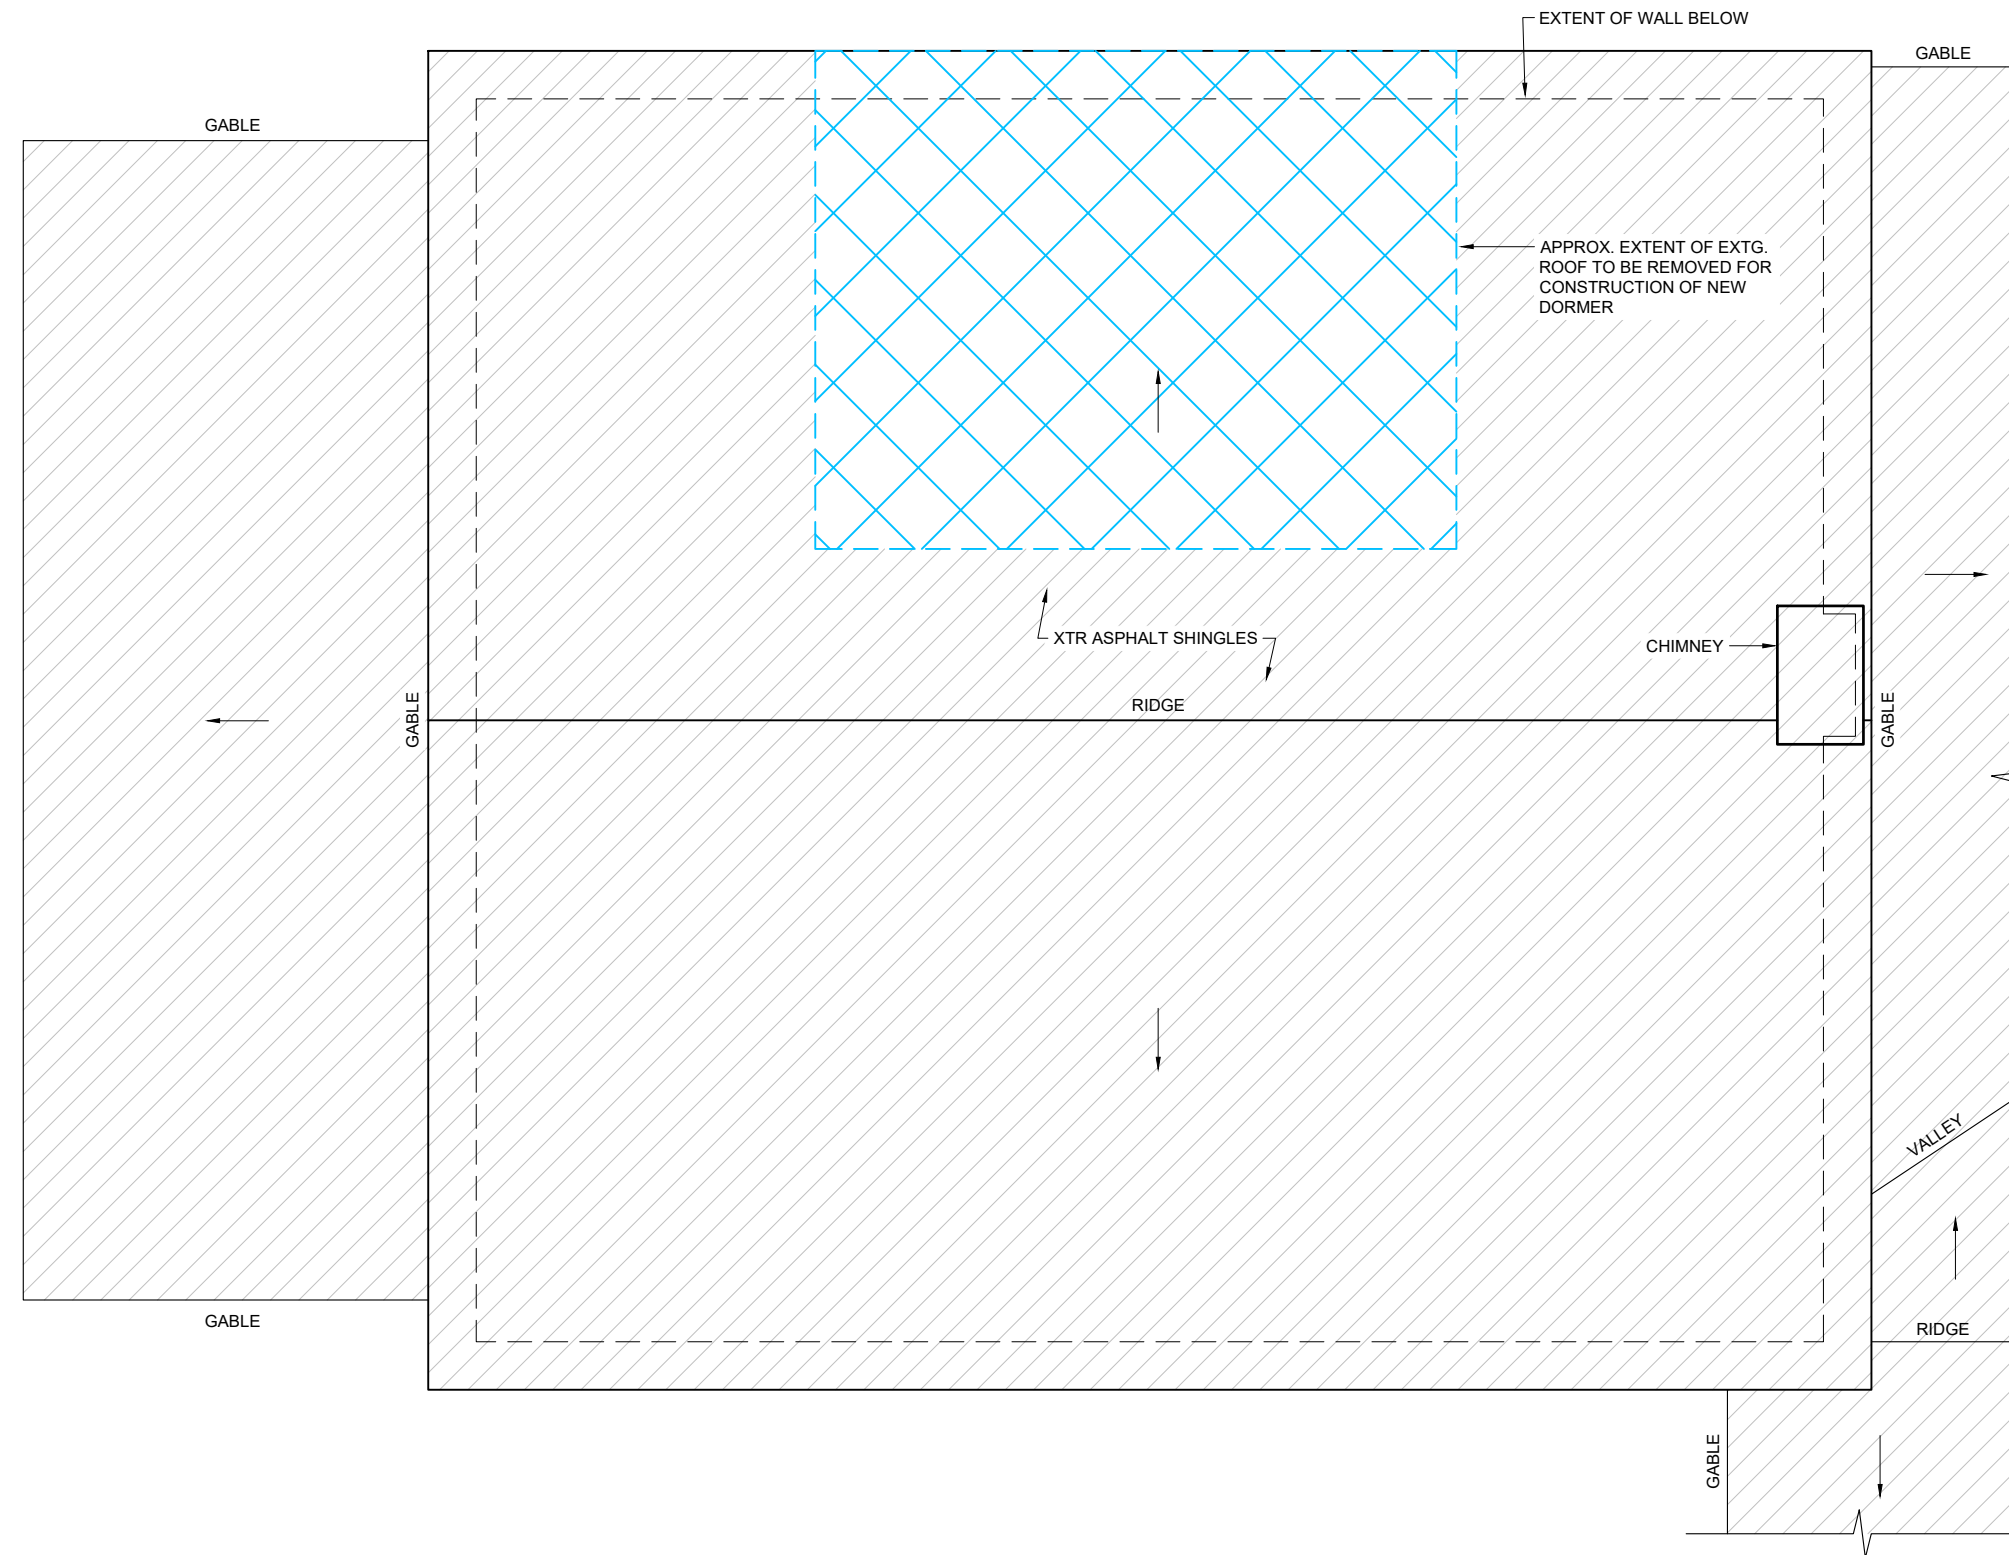 EXTENT OF WALL BELOW
GABLE
GABLE
APPROX. EXTENT OF EXTG.
ROOF TO BE REMOVED FOR
CONSTRUCTION OF NEW
DORMER
XTR ASPHALT SHINGLES
CHIMNEY
GABLE
RIDGE
GABLE
VALLEY
GABLE
RIDGE
GABLE